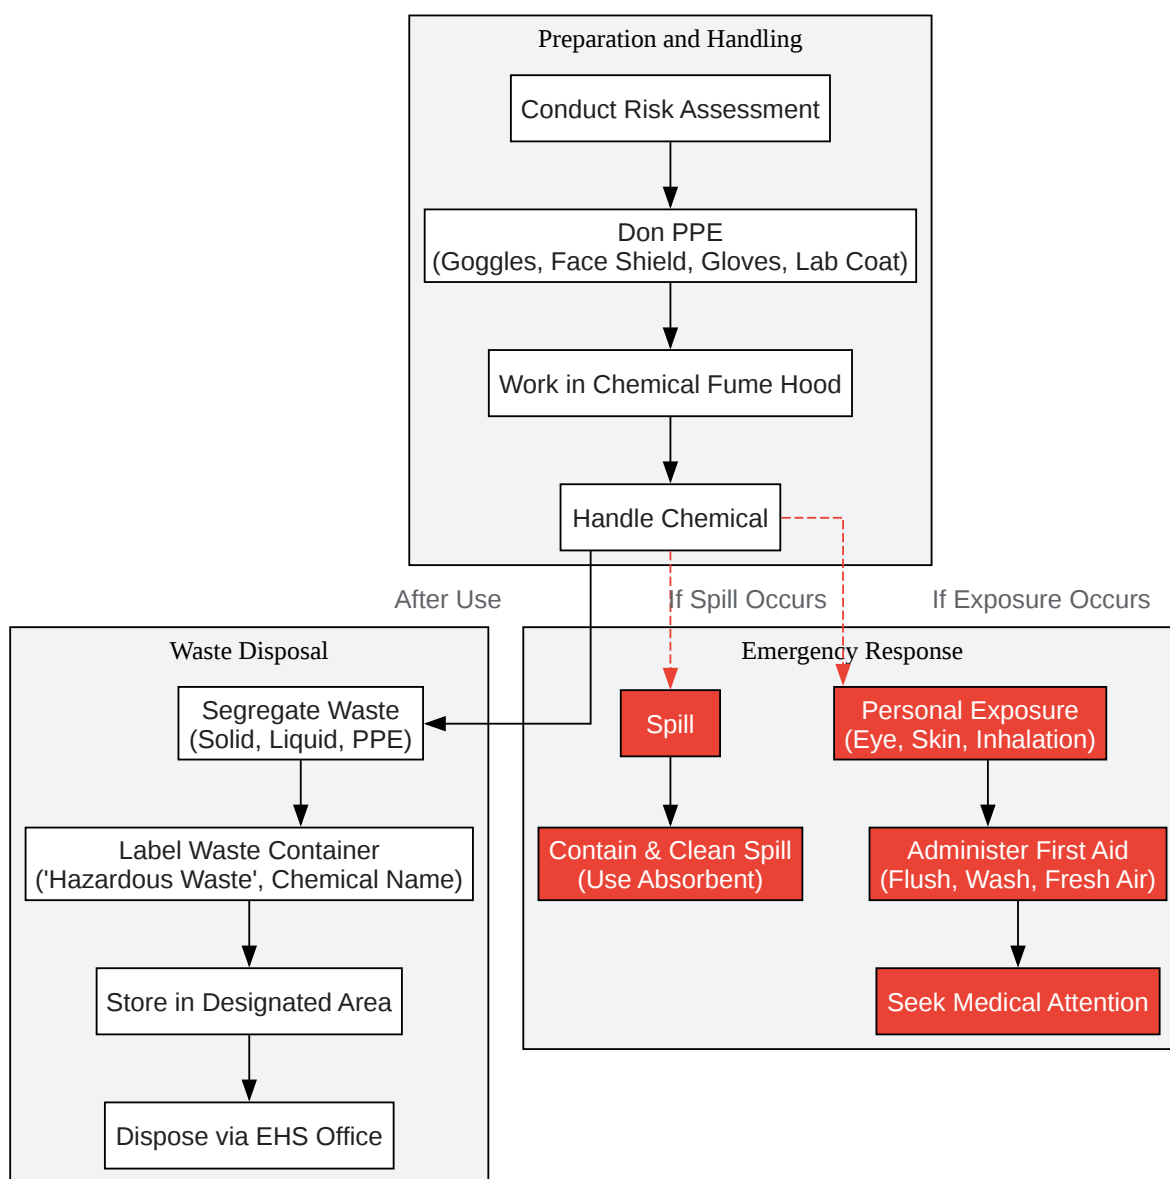 Preparation and Handling
Conduct Risk Assessment
Don PPE
(Goggles, Face Shield, Gloves, Lab Coat)
Work in Chemical Fume Hood
Handle Chemical
After Use
If Spill Occurs
If Exposure Occurs
Waste Disposal
Segregate Waste
(Solid, Liquid, PPE)
Label Waste Container
('Hazardous Waste', Chemical Name)
Store in Designated Area
Dispose via EHS Office
Emergency Response
Spill
Contain & Clean Spill
(Use Absorbent)
Personal Exposure
(Eye, Skin, Inhalation)
Administer First Aid
(Flush, Wash, Fresh Air)
Seek Medical Attention